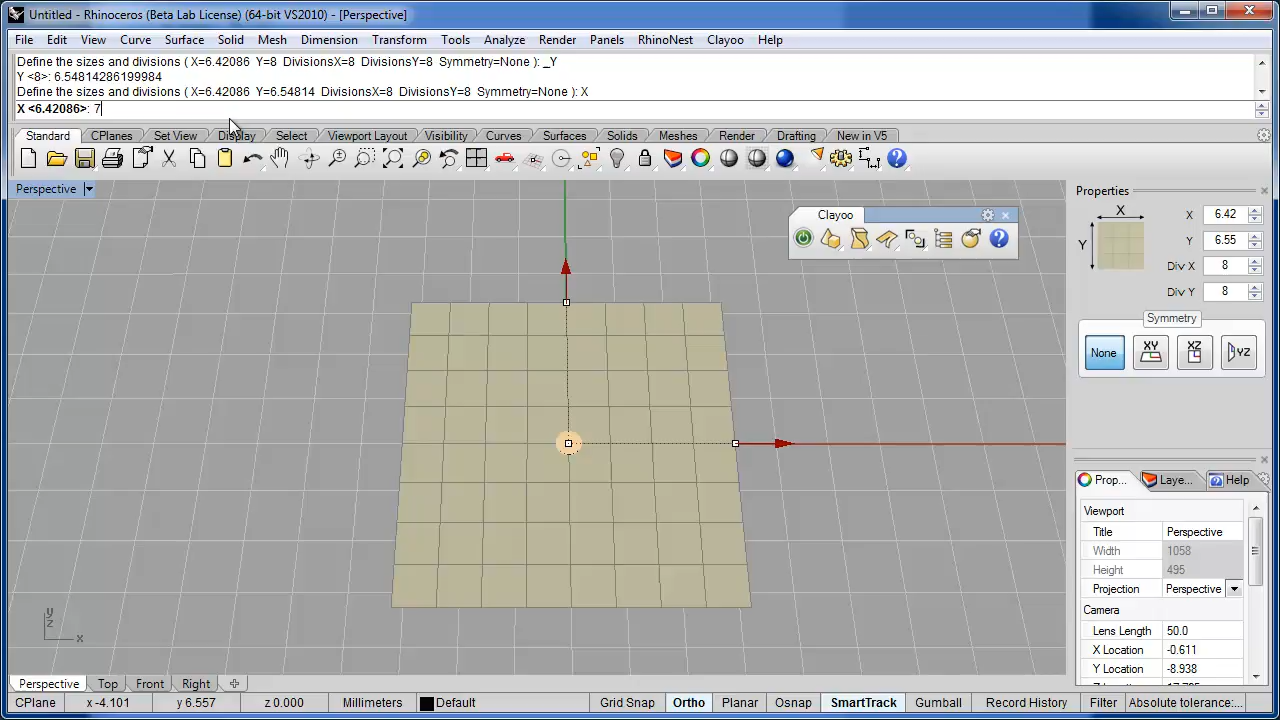 Untitled - Rhinoceros (Beta Lab License) (64-bit VS2010) - [Perspective]
File Edit View Curve Surface Solid Mesh Dimension Transform Tools Analyze Render Panels RhinoNest Clayoo Help
Define the sizes and divisions ( X=6.42086 Y=8 DivisionsX=8 DivisionsY=8 Symmetry=None ): _Y
Y <8>: 6.54814286199984
Define the sizes and divisions ( X=6.42086 Y=6.54814 DivisionsX=8 DivisionsY=8 Symmetry=None ): X
X <6.42086>: 7
Standard CPlanes Set View Display Select Viewport Layout Visibility Curves Surfaces Solids Meshes Render Drafting New in V5
Perspective
Clayoo
Properties
X
Y
X 6.42
Y 6.55
Div X 8
Div Y 8
Symmetry
None XY XZ YZ
Prop... Laye... Help
Viewport
Title Perspective
Width 1058
Height 495
Projection Perspective
Camera
Lens Length 50.0
X Location -0.611
Y Location -8.938
y
z
x
Perspective Top Front Right
CPlane x -4.101 y 6.557 z 0.000 Millimeters Default Grid Snap Ortho Planar Osnap SmartTrack Gumball Record History Filter Absolute tolerance:...